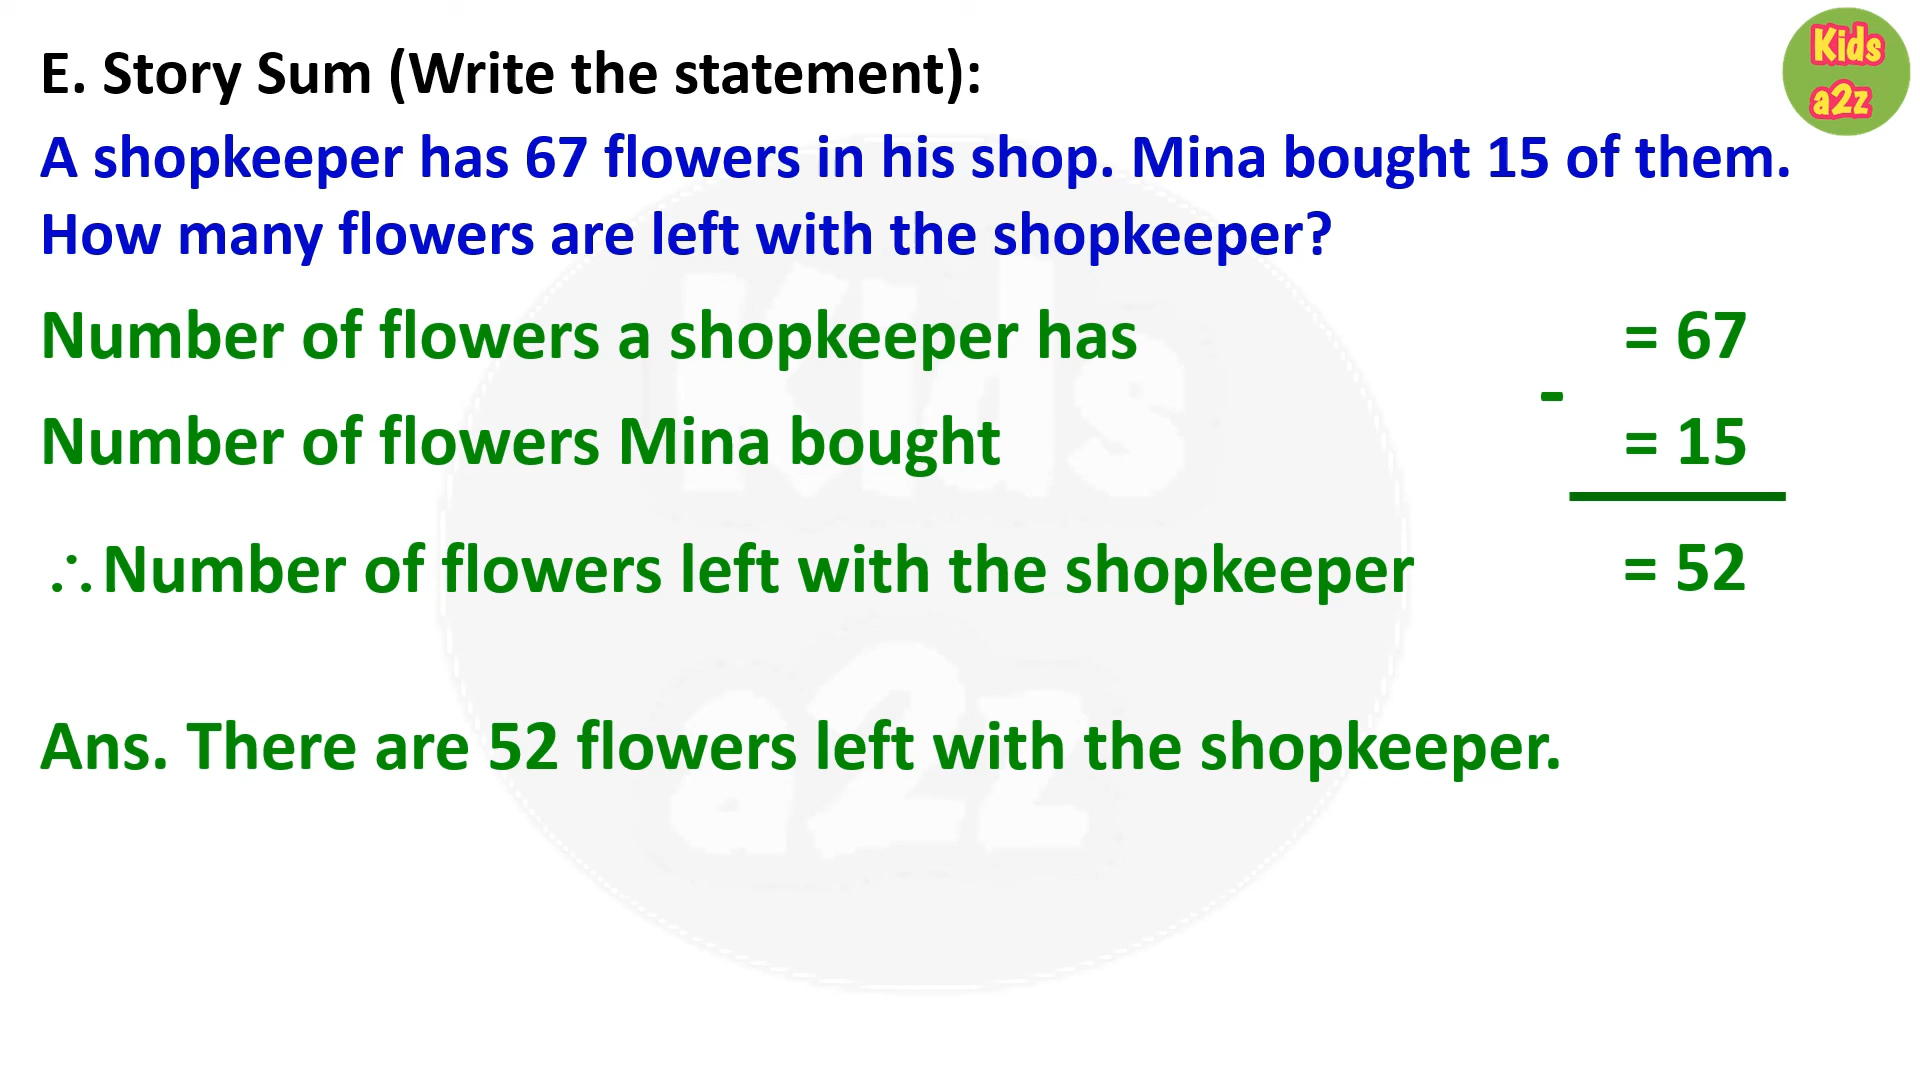 E. Story Sum (Write the statement):
Kids
a2z
A shopkeeper has 67 flowers in his shop. Mina bought 15 of them.
How many flowers are left with the shopkeeper?
Number of flowers a shopkeeper has = 67
-
Number of flowers Mina bought = 15
∴ Number of flowers left with the shopkeeper = 52
Ans. There are 52 flowers left with the shopkeeper.
Kids
a2z